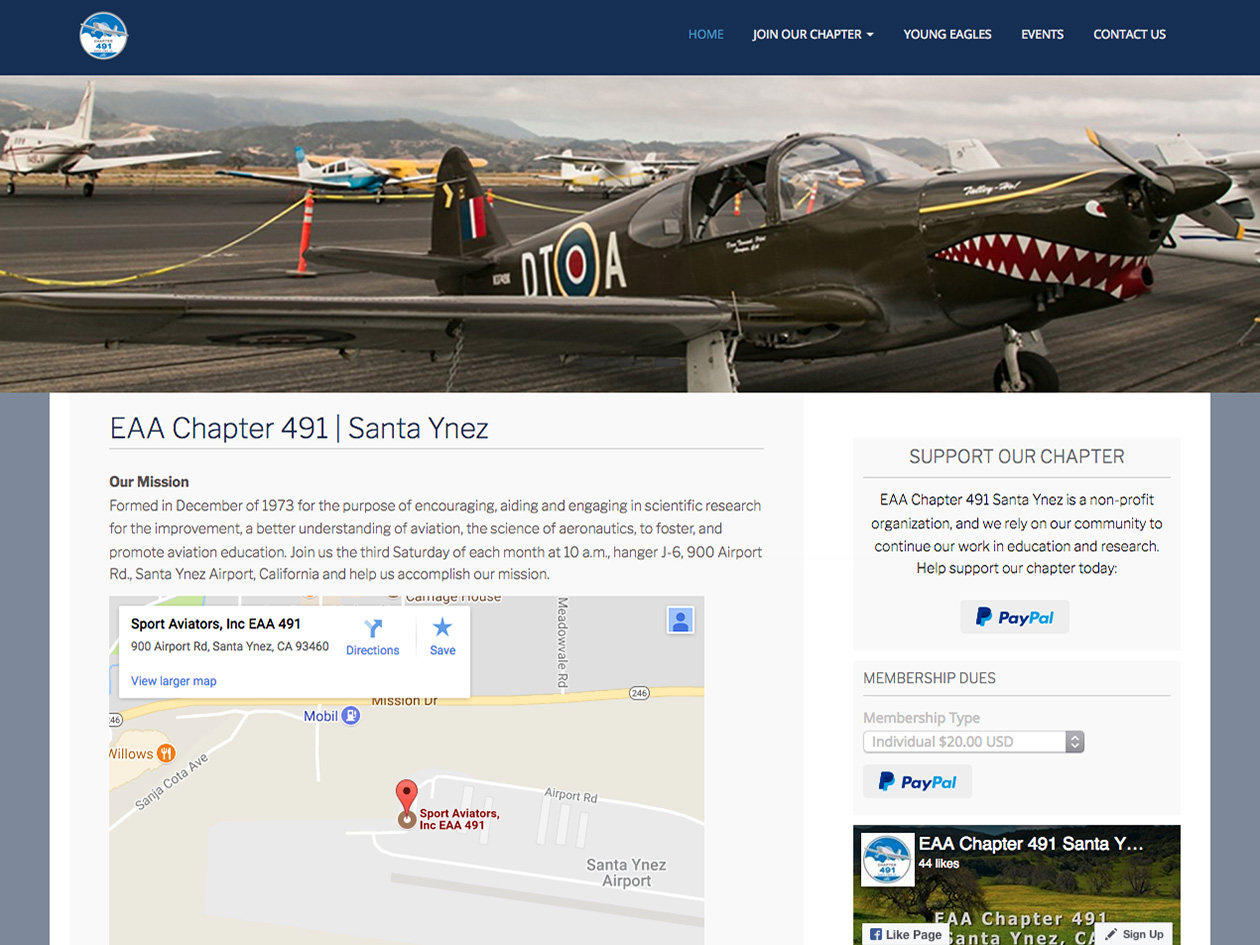 CHAPTER
491
HOME
JOIN OUR CHAPTER
YOUNG EAGLES
EVENTS
CONTACT US
Talley-Ho!
DT A
EAA Chapter 491 | Santa Ynez
Our Mission
Formed in December of 1973 for the purpose of encouraging, aiding and engaging in scientific research
for the improvement, a better understanding of aviation, the science of aeronautics, to foster, and
promote aviation education. Join us the third Saturday of each month at 10 a.m., hanger J-6, 900 Airport
Rd., Santa Ynez Airport, California and help us accomplish our mission.
Carriage House
Sport Aviators, Inc EAA 491
900 Airport Rd, Santa Ynez, CA 93460
Directions
Save
View larger map
Meadowvale Rd
246
Mission Dr
46
Mobil
Willows
Sanja Cota Ave
Airport Rd
Sport Aviators,
Inc EAA 491
Santa Ynez
Airport
SUPPORT OUR CHAPTER
EAA Chapter 491 Santa Ynez is a non-profit
organization, and we rely on our community to
continue our work in education and research.
Help support our chapter today:
PayPal
MEMBERSHIP DUES
Membership Type
Individual $20.00 USD
PayPal
CHAPTER
491
EAA Chapter 491 Santa Y...
44 likes
EAA Chapter 491
Santa Ynez, CA
Like Page
Sign Up